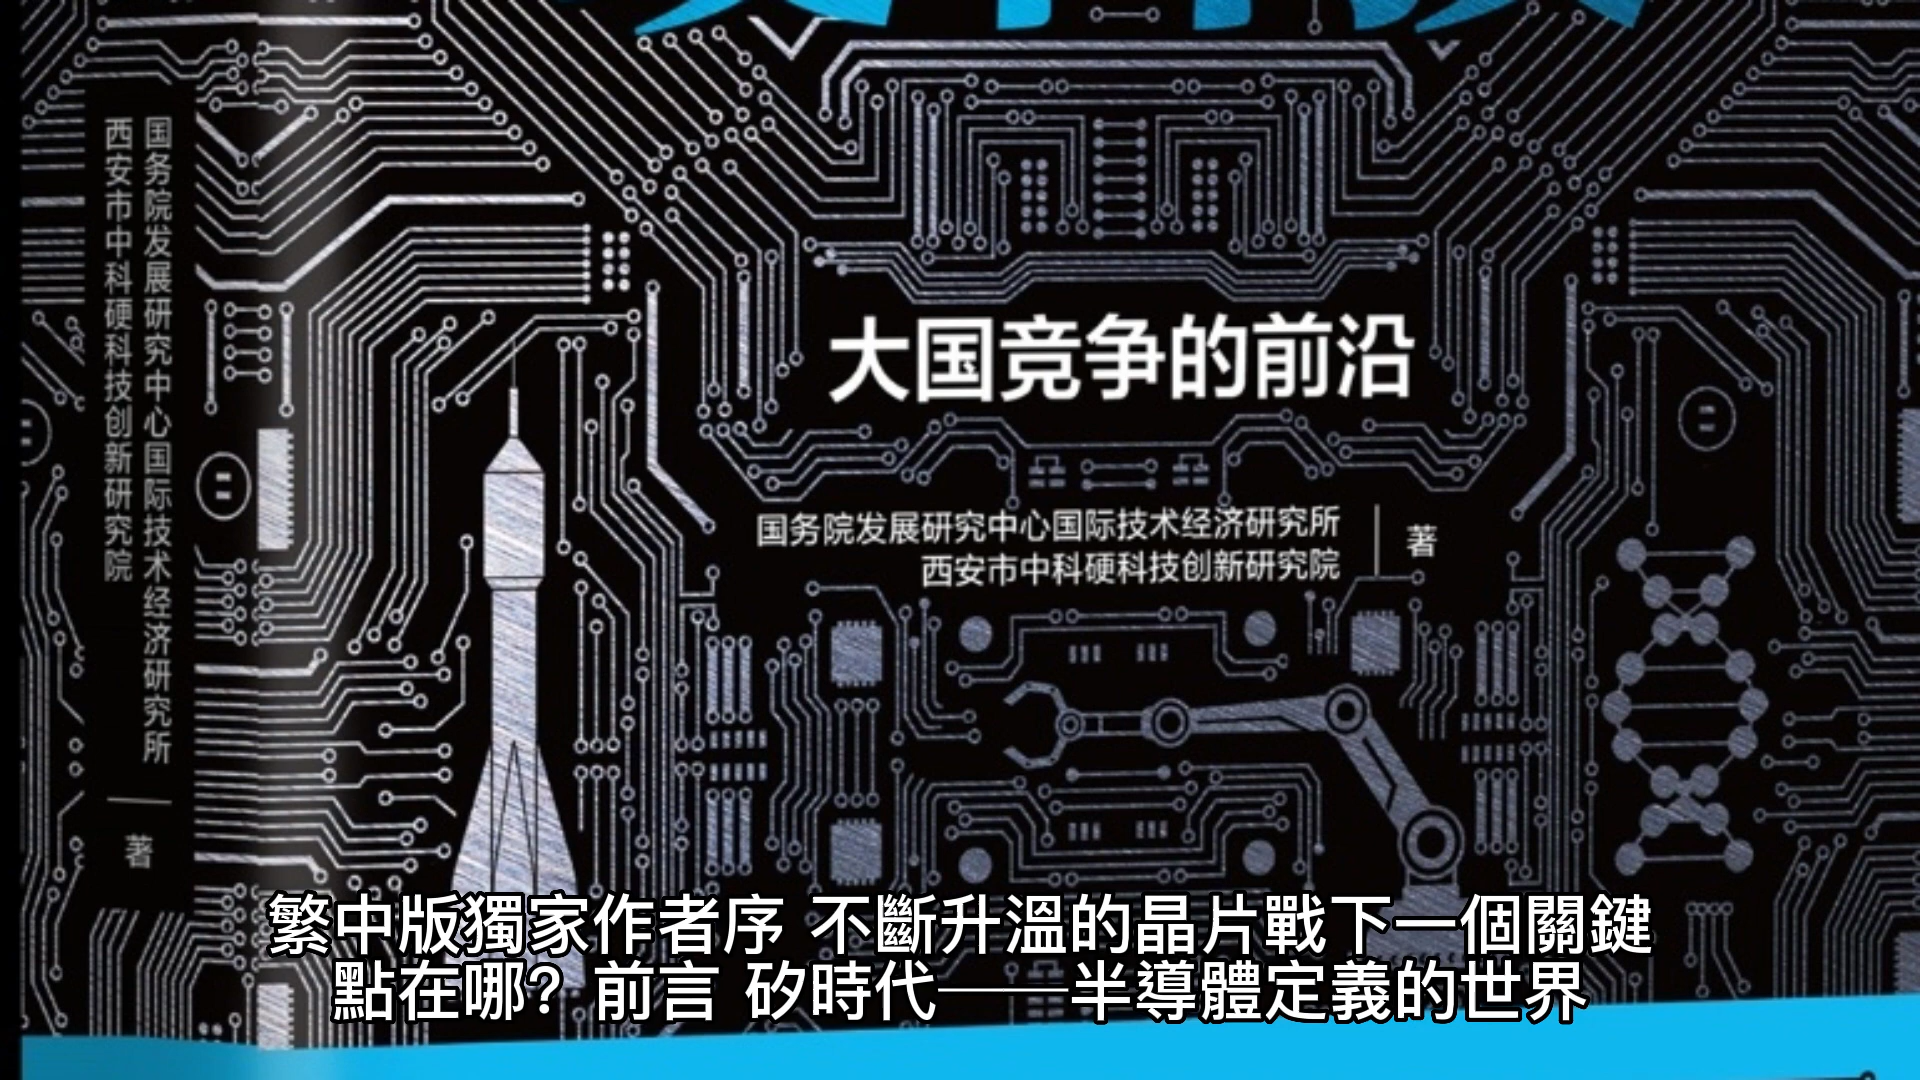 国务院发展研究中心国际技术经济研究所
西安市中科硬科技创新研究院
著
大国竞争的前沿
国务院发展研究中心国际技术经济研究所
西安市中科硬科技创新研究院
著
繁中版獨家作者序 不斷升溫的晶片戰下一個關鍵
點在哪？前言 矽時代——半導體定義的世界